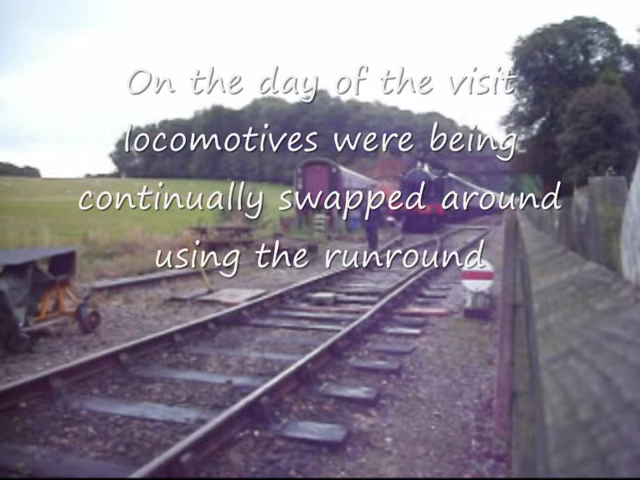 On the day of the visit
locomotives were being
continually swapped around
using the runround